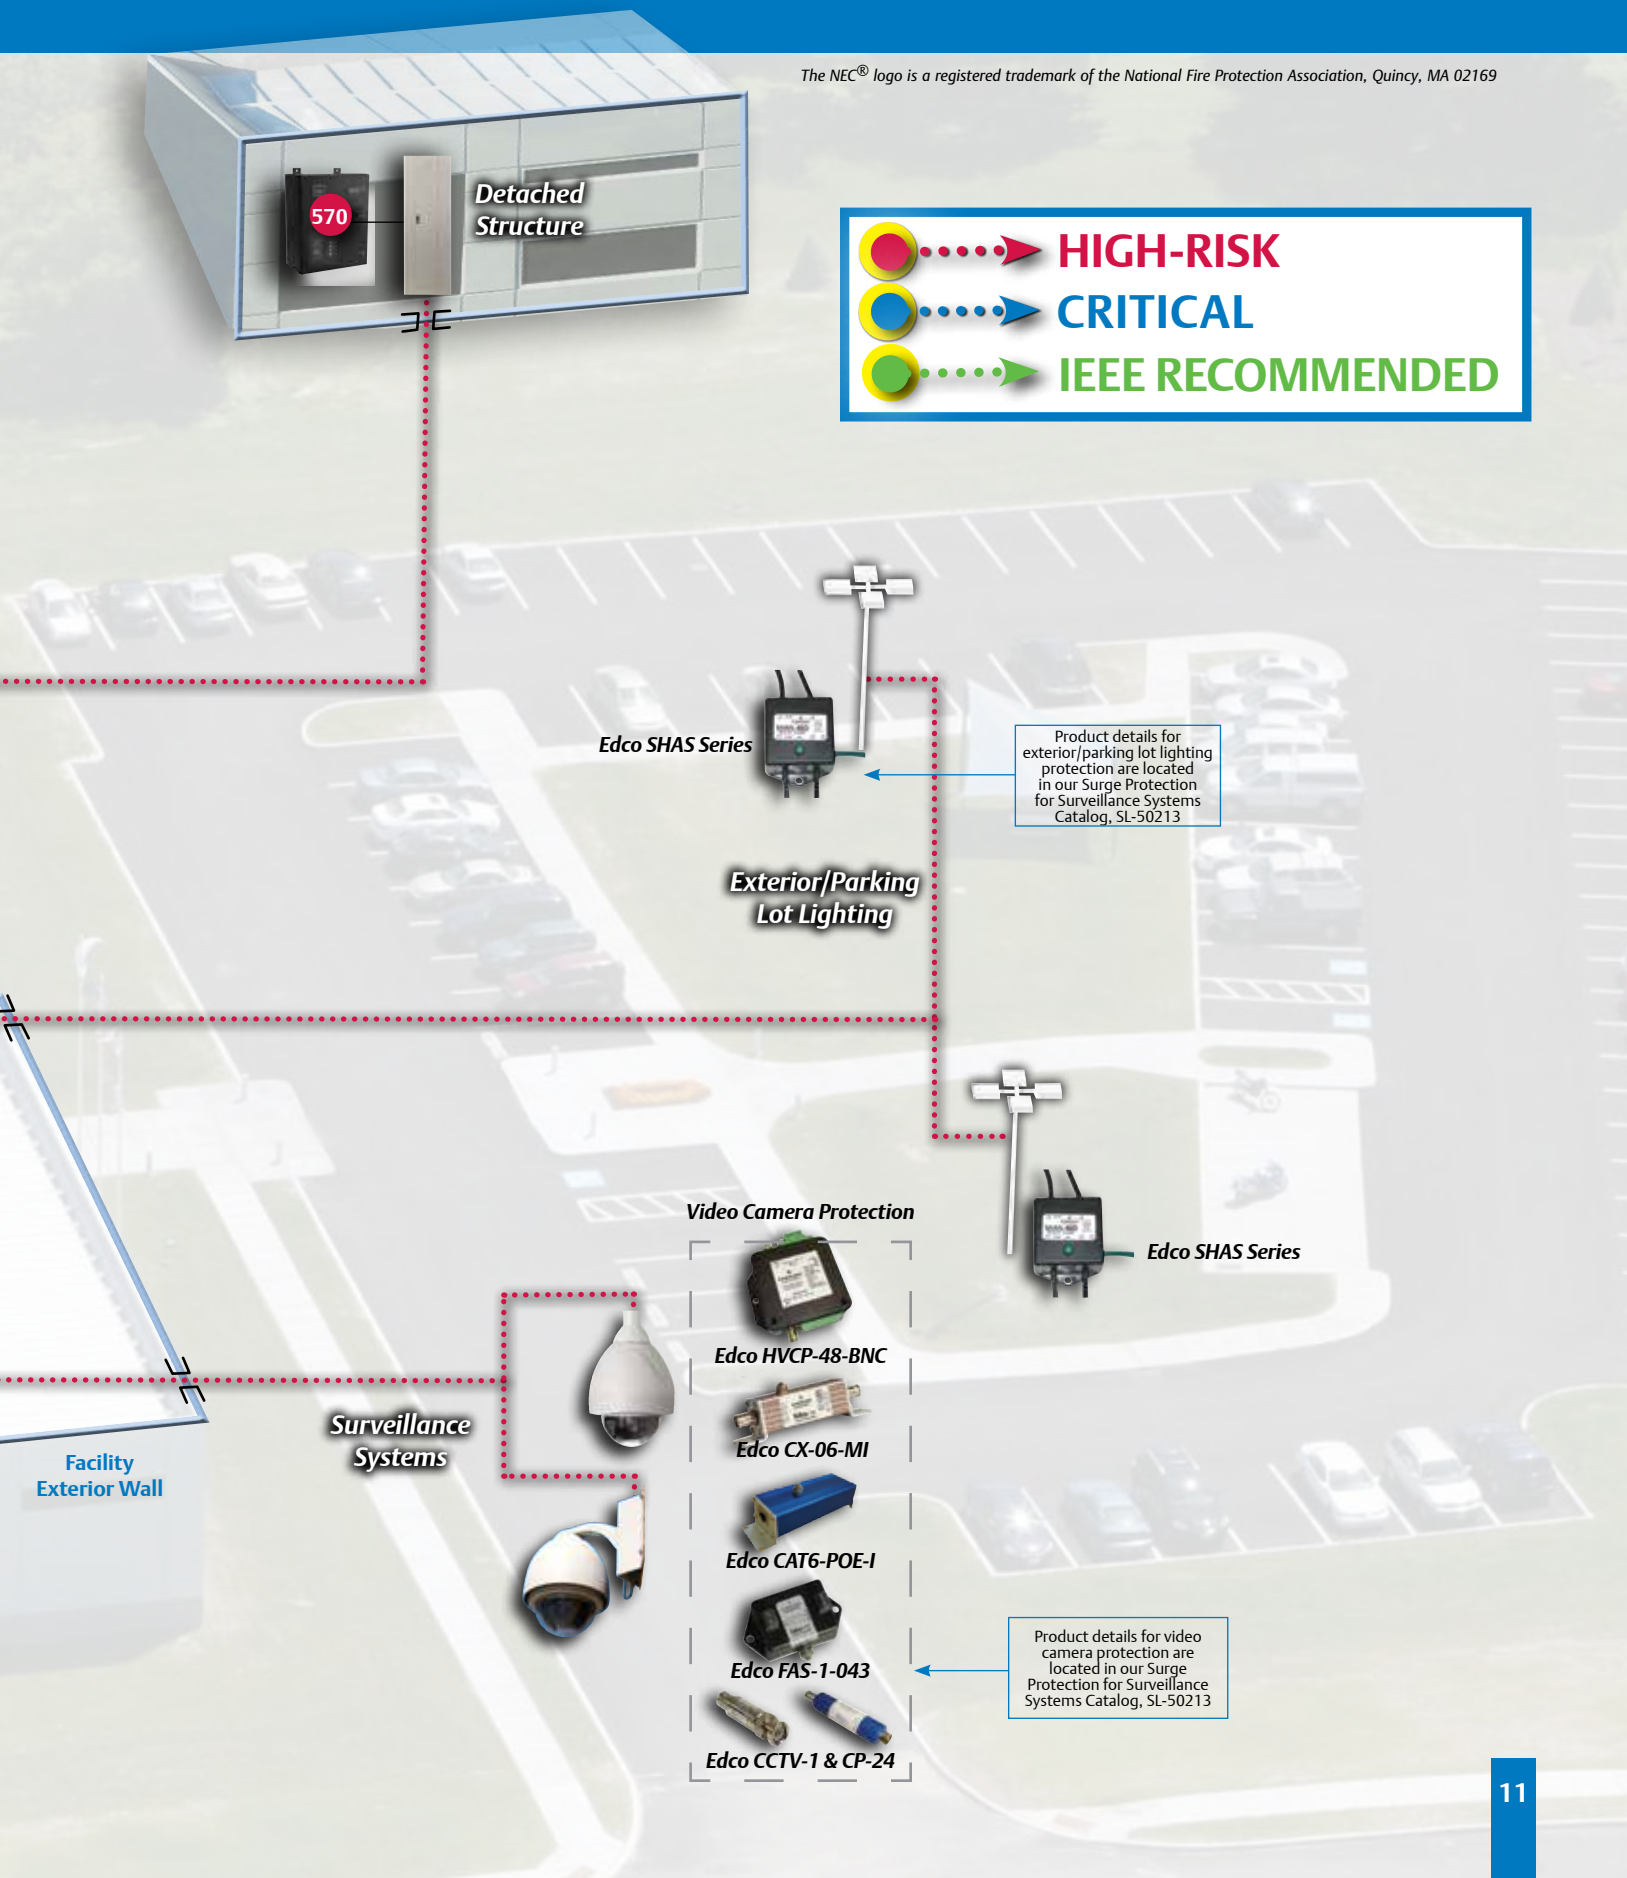 The NEC® logo is a registered trademark of the National Fire Protection Association, Quincy, MA 02169
570
Detached
Structure
HIGH-RISK
CRITICAL
IEEE RECOMMENDED
Edco SHAS Series
Product details for
exterior/parking lot lighting
protection are located
in our Surge Protection
for Surveillance Systems
Catalog, SL-50213
Exterior/Parking
Lot Lighting
Video Camera Protection
Edco SHAS Series
Edco HVCP-48-BNC
Surveillance
Systems
Edco CX-06-MI
Facility
Exterior Wall
Edco CAT6-POE-I
Edco FAS-1-043
Product details for video
camera protection are
located in our Surge
Protection for Surveillance
Systems Catalog, SL-50213
Edco CCTV-1 & CP-24
11